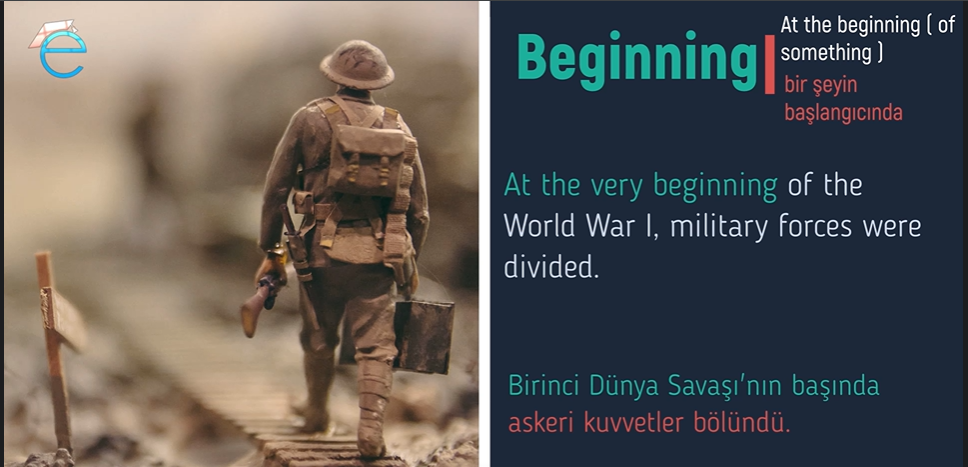 e
Beginning
At the beginning ( of
something )
bir şeyin
başlangıcında
At the very beginning of the
World War I, military forces were
divided.
Birinci Dünya Savaşı'nın başında
askeri kuvvetler bölündü.